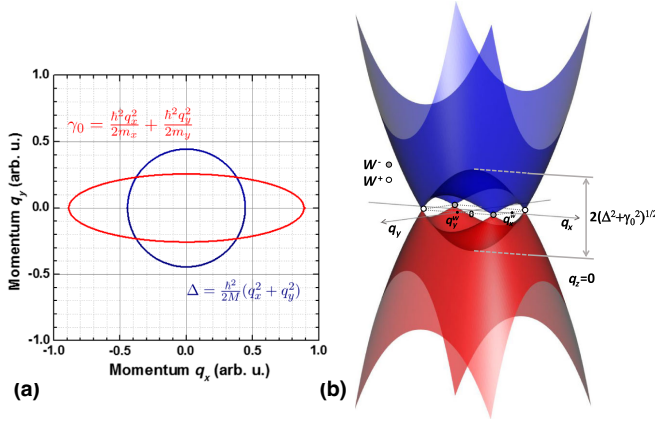 1.0
0.5
0.0
-0.5
-1.0
-1.0
-0.5
0.0
0.5
1.0
Momentum q_y (arb. u.)
Momentum q_x (arb. u.)
γ₀ = ħ²q_x²/2m_x + ħ²q_y²/2m_y
Δ = ħ²/2M (q_x² + q_y²)
(a)
W⁻
W⁺
q_y
q_y^w
0
q_x^w
q_x
2(Δ²+γ₀²)^1/2
q_z=0
(b)